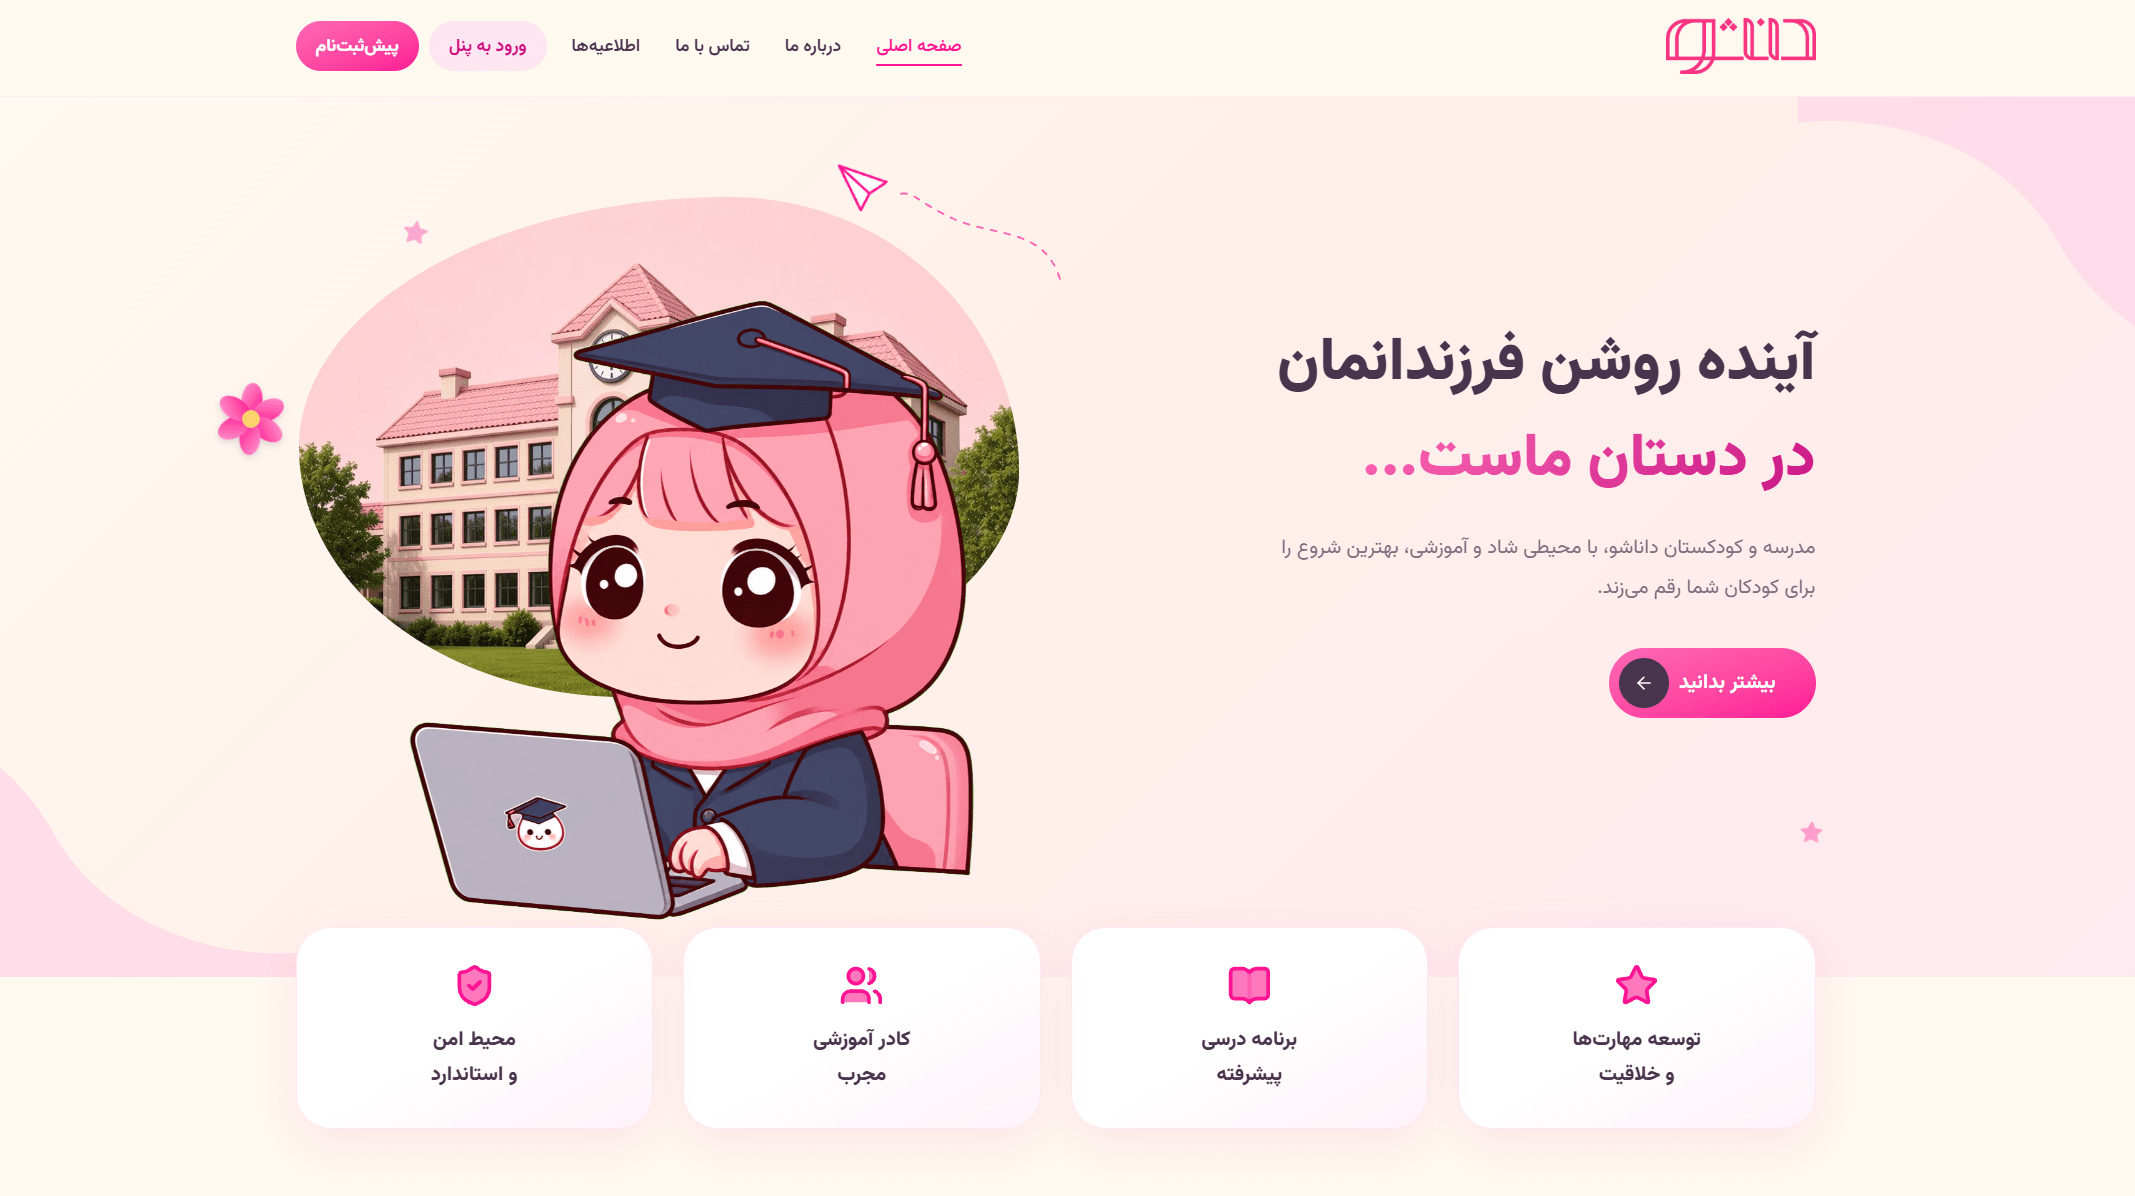 داناشو
صفحه اصلی
درباره ما
تماس با ما
اطلاعیه‌ها
ورود به پنل
پیش‌ثبت‌نام
آینده روشن فرزندانمان
در دستان ماست...
مدرسه و کودکستان داناشو، با محیطی شاد و آموزشی، بهترین شروع را
برای کودکان شما رقم می‌زند.
بیشتر بدانید
توسعه مهارت‌ها
و خلاقیت
برنامه درسی
پیشرفته
کادر آموزشی
مجرب
محیط امن
و استاندارد